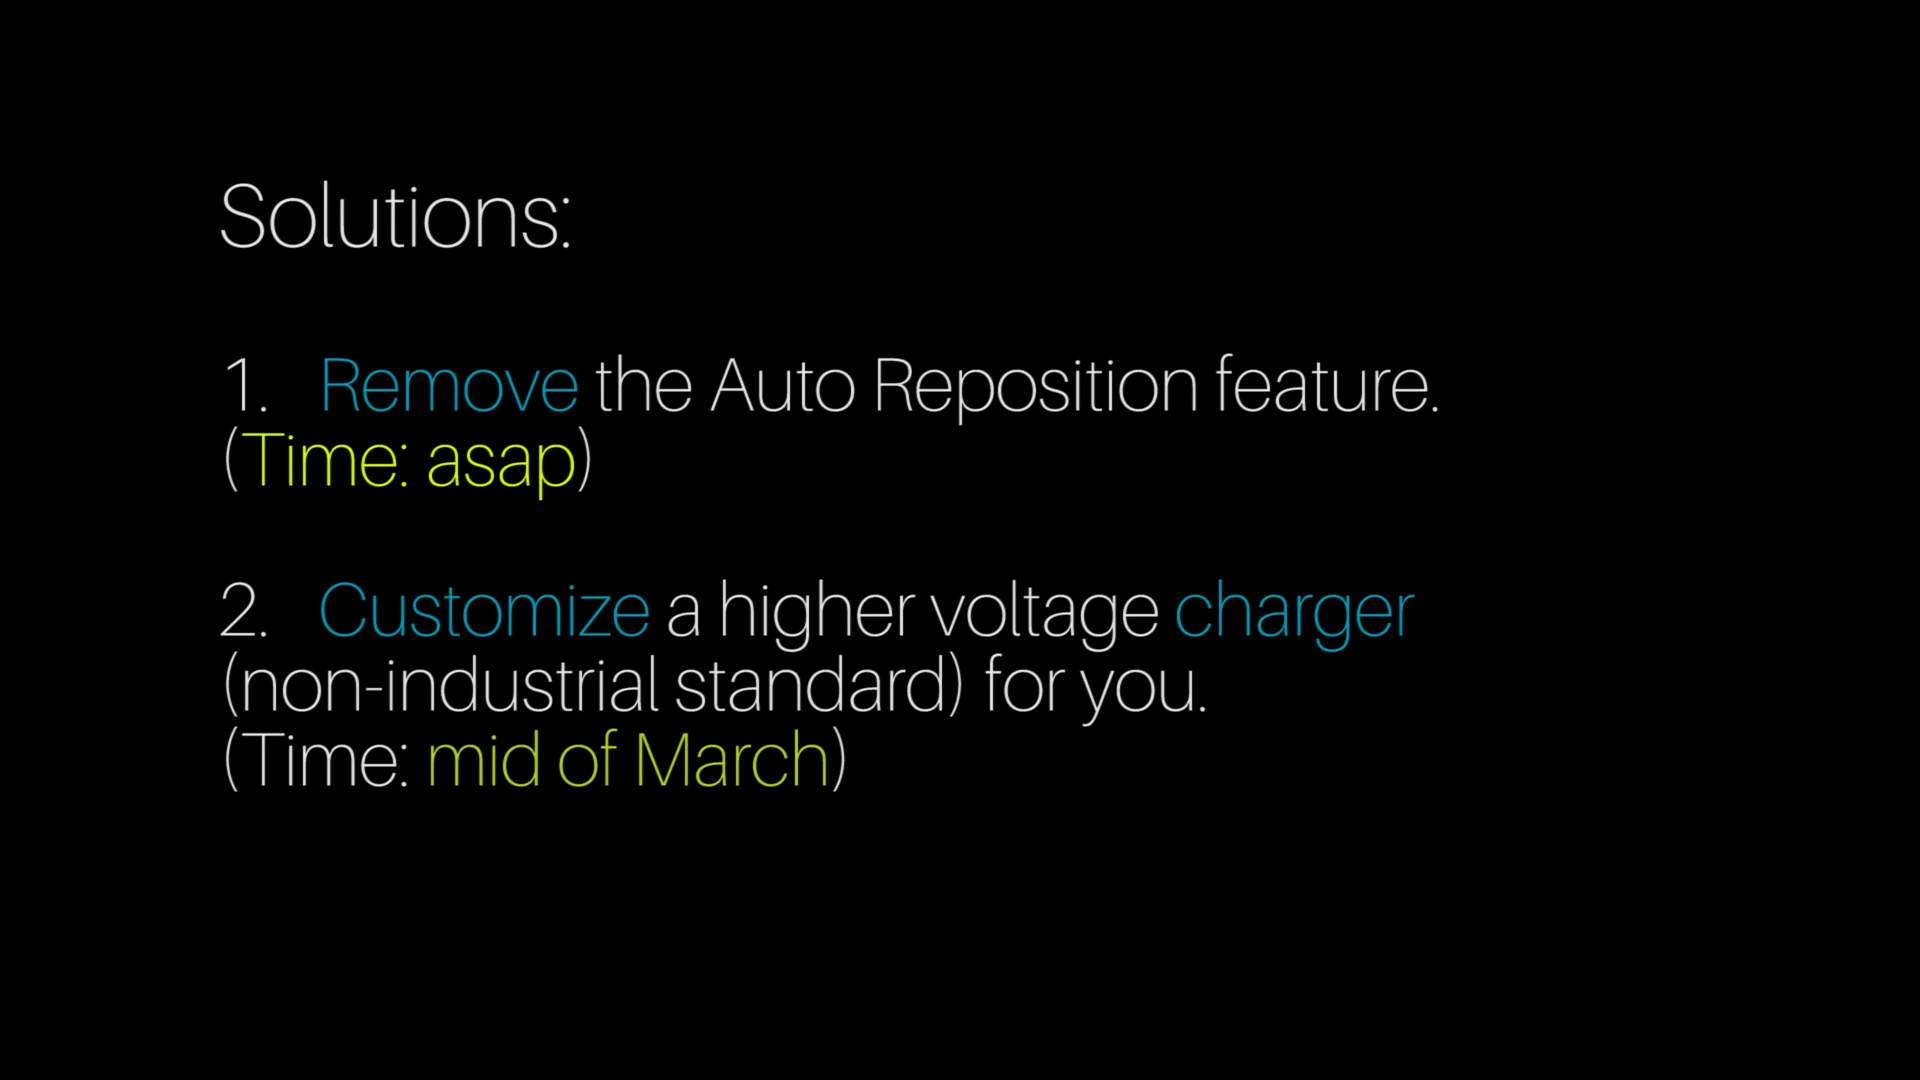 Solutions:
1. Remove the Auto Reposition feature.
(Time: asap)
2. Customize a higher voltage charger
(non-industrial standard) for you.
(Time: mid of March)